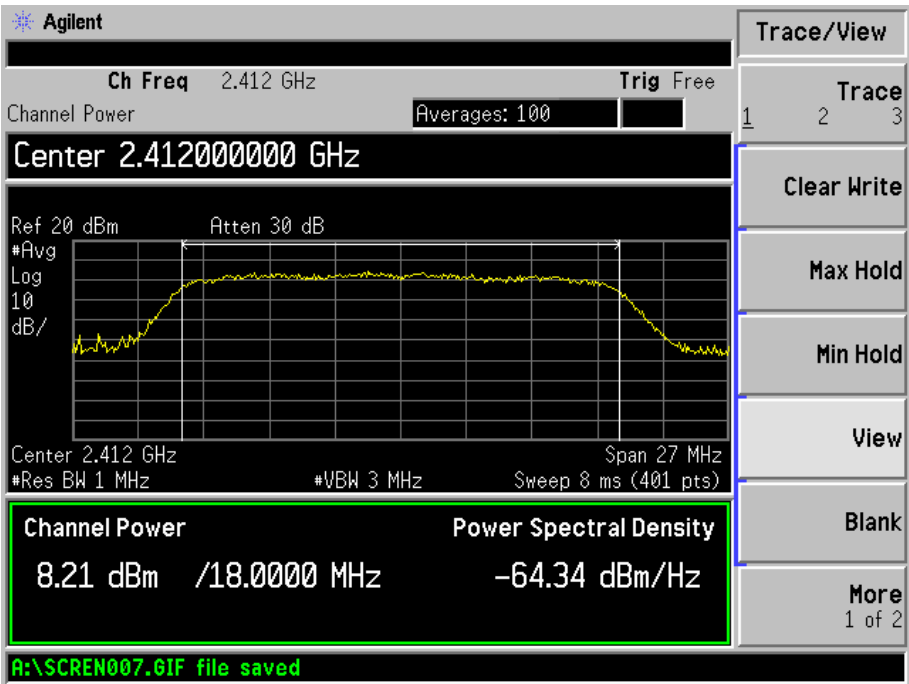 Agilent
Trace/View
Ch Freq 2.412 GHz Trig Free
Channel Power Averages: 100
Trace
1 2 3
Center 2.412000000 GHz
Clear Write
Ref 20 dBm Atten 30 dB
#Avg
Log
10
dB/
Max Hold
Min Hold
View
Center 2.412 GHz Span 27 MHz
#Res BW 1 MHz #VBW 3 MHz Sweep 8 ms (401 pts)
Channel Power Power Spectral Density
8.21 dBm /18.0000 MHz -64.34 dBm/Hz
Blank
More
1 of 2
A:\SCREN007.GIF file saved